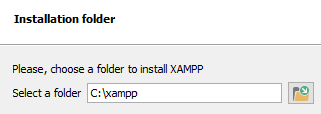 Installation folder
Please, choose a folder to install XAMPP
Select a folder C:\xampp